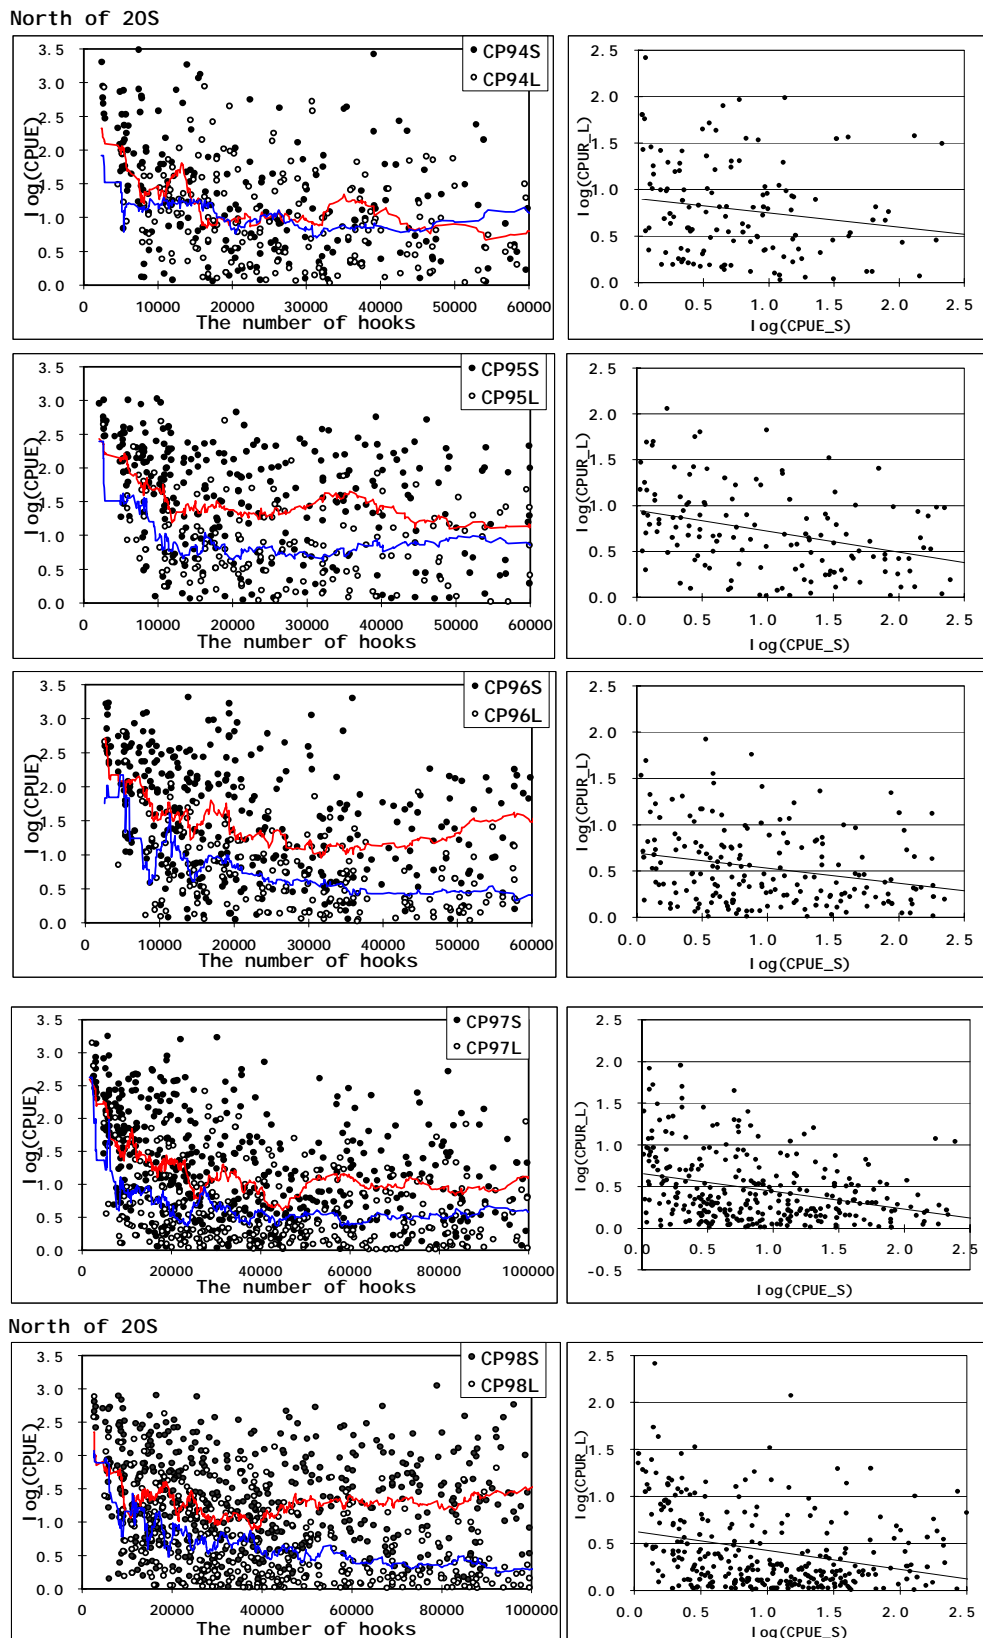 North of 20S
3.5
3.0
2.5
2.0
1.5
1.0
0.5
0.0
log(CPUE)
CP94S
CP94L
0 10000 20000 30000 40000 50000 60000
The number of hooks
2.5
2.0
1.5
1.0
0.5
0.0
log(CPUR_L)
0.0 0.5 1.0 1.5 2.0 2.5
log(CPUE_S)
3.5
3.0
2.5
2.0
1.5
1.0
0.5
0.0
log(CPUE)
CP95S
CP95L
0 10000 20000 30000 40000 50000 60000
The number of hooks
2.5
2.0
1.5
1.0
0.5
0.0
log(CPUR_L)
0.0 0.5 1.0 1.5 2.0 2.5
log(CPUE_S)
3.5
3.0
2.5
2.0
1.5
1.0
0.5
0.0
log(CPUE)
CP96S
CP96L
0 10000 20000 30000 40000 50000 60000
The number of hooks
2.5
2.0
1.5
1.0
0.5
0.0
log(CPUR_L)
0.0 0.5 1.0 1.5 2.0 2.5
log(CPUE_S)
3.5
3.0
2.5
2.0
1.5
1.0
0.5
0.0
log(CPUE)
CP97S
CP97L
0 20000 40000 60000 80000 100000
The number of hooks
2.5
2.0
1.5
1.0
0.5
0.0
-0.5
log(CPUR_L)
0.0 0.5 1.0 1.5 2.0 2.5
log(CPUE_S)
North of 20S
3.5
3.0
2.5
2.0
1.5
1.0
0.5
0.0
log(CPUE)
CP98S
CP98L
0 20000 40000 60000 80000 100000
The number of hooks
2.5
2.0
1.5
1.0
0.5
0.0
log(CPUR_L)
0.0 0.5 1.0 1.5 2.0 2.5
log(CPUE_S)